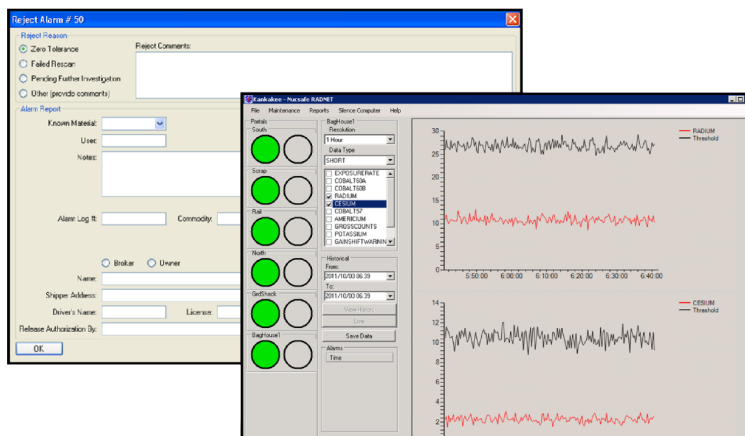 Reject Alarm # 50
Reject Reason
Zero Tolerance
Failed Rescan
Pending Further Investigation
Other (provide comments)
Reject Comments:
Alarm Report
Known Material:
User:
Notes:
Alarm Log #:
Commodity:
Broker
Owner
Name:
Shipper Address:
Driver's Name:
License:
Release Authorization By:
OK
Kankakee - Nucsafe RADNET
File Maintenance Reports Silence Computer Help
Portals
South
Scrap
Rail
North
GrdShack
BagHouse1
BagHouse1
Resolution
1 Hour
Data Type
SHORT
EXPOSURERATE
COBALT60A
COBALT60B
RADIUM
CESIUM
COBALT57
AMERICIUM
GROSSCOUNTS
POTASSIUM
GAINSHIFTWARNIN
Historical
From:
2011/10/03 06:39
To:
2011/10/03 06:39
View History
Live
Save Data
Alarms
Time
30
25
20
15
10
5
0
5:50:00 6:00:00 6:10:00 6:20:00 6:30:00 6:40:00
RADIUM
Threshold
14
12
10
8
6
4
2
CESIUM
Threshold